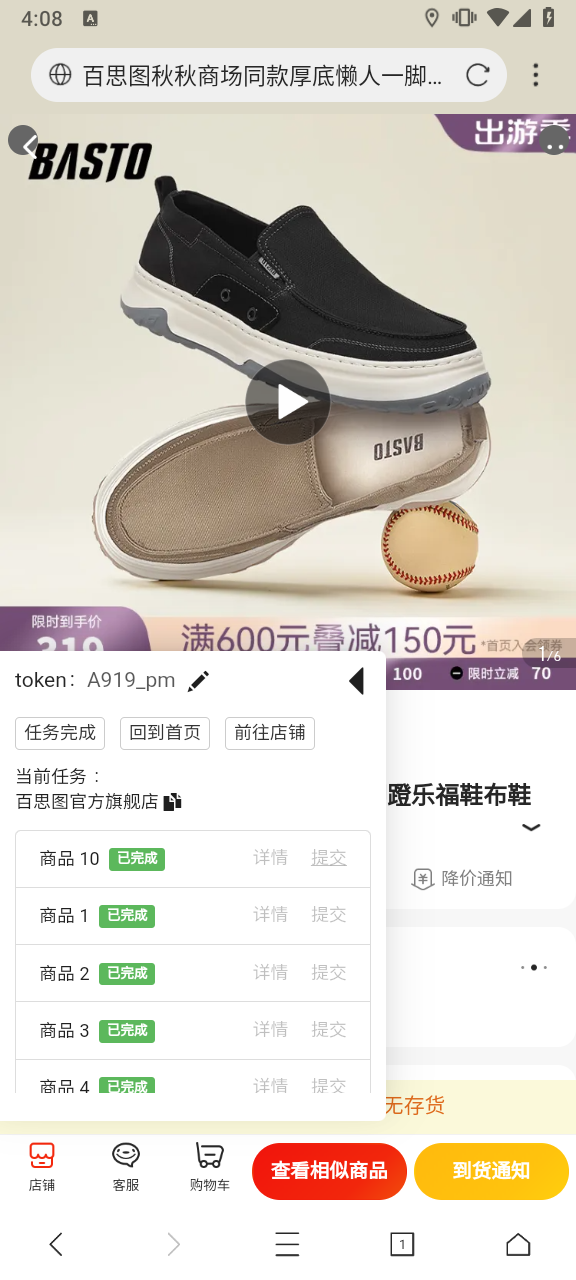 4:08
A
百思图秋秋商场同款厚底懒人一脚...
出游季
BASTO
BASTO
限时到手价
319
满600元叠减150元
*首页入会领券
1/6
100
限时立减 70
token: A919_pm
任务完成
回到首页
前往店铺
当前任务：
百思图官方旗舰店
蹬乐福鞋布鞋
商品 10 已完成 详情 提交
降价通知
商品 1 已完成 详情 提交
商品 2 已完成 详情 提交
商品 3 已完成 详情 提交
商品 4 已完成 详情 提交
无存货
店铺
客服
购物车
查看相似商品
到货通知
1